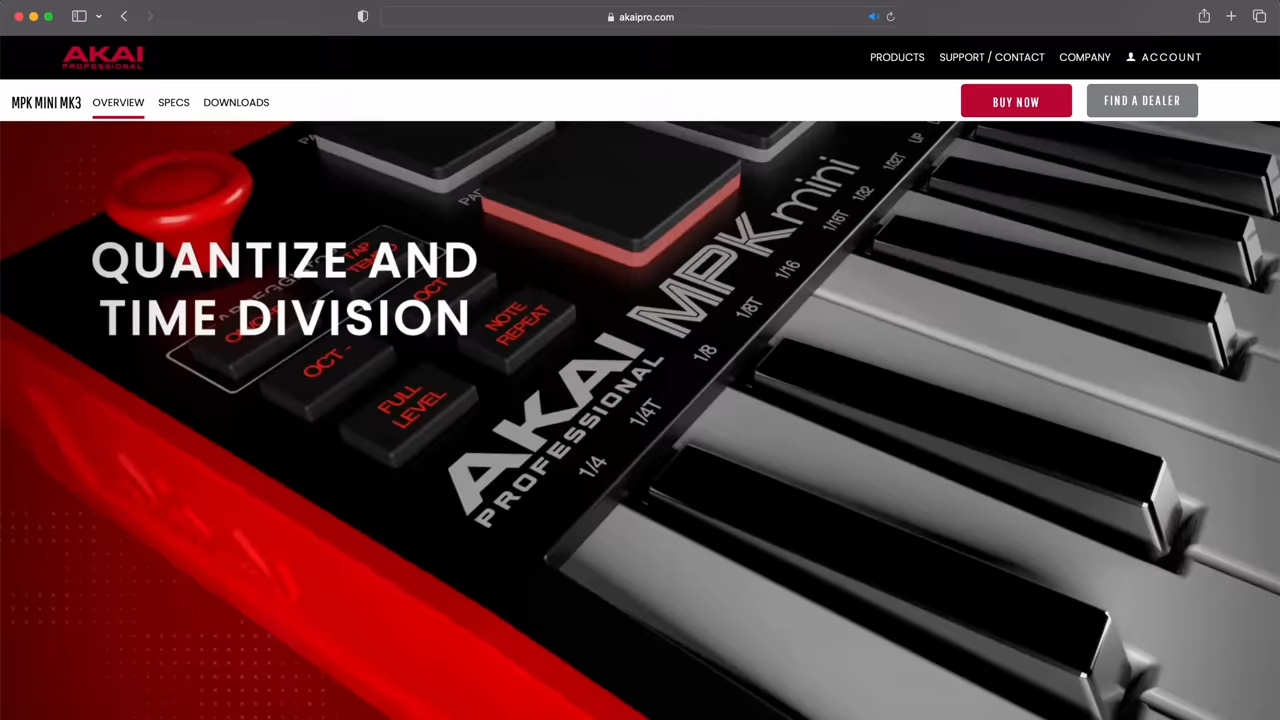 akaipro.com
AKAI
PROFESSIONAL
PRODUCTS SUPPORT / CONTACT COMPANY ACCOUNT
MPK MINI MK3 OVERVIEW SPECS DOWNLOADS
BUY NOW FIND A DEALER
QUANTIZE AND
TIME DIVISION
TAP
OCT
OCT -
NOTE
REPEAT
FULL
LEVEL
AKAI
PROFESSIONAL
MPK mini
1/4
1/4T
1/8
1/8T
1/16
1/16T
1/32
1/32T
UP